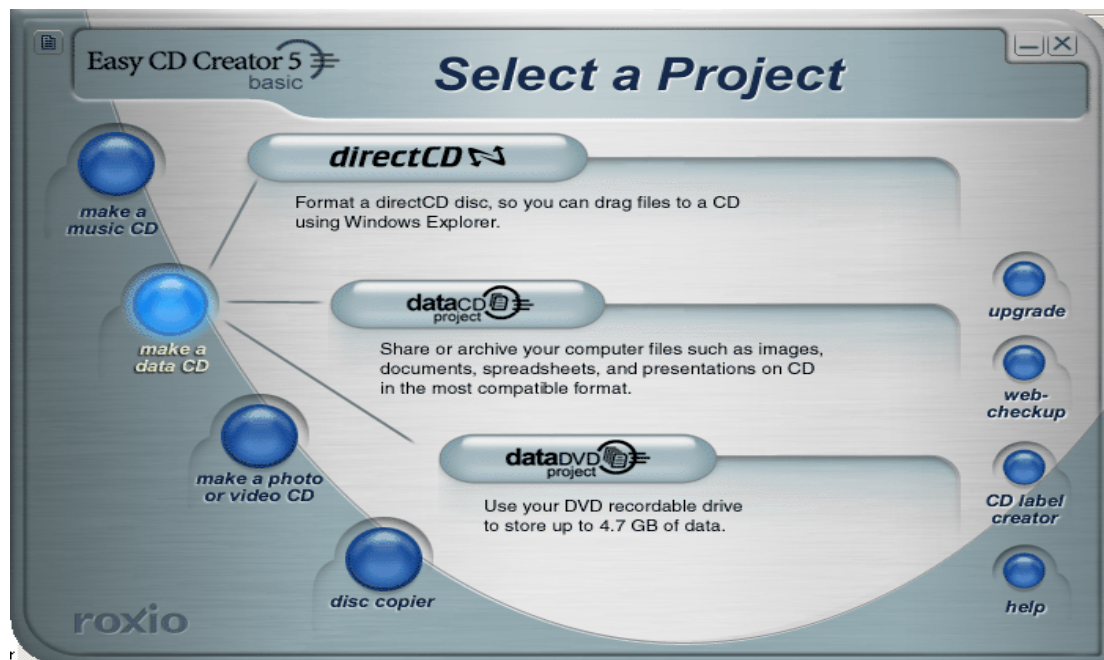 Easy CD Creator 5
basic
Select a Project
make a
music CD
directCD
Format a directCD disc, so you can drag files to a CD
using Windows Explorer.
make a
data CD
dataCD
project
Share or archive your computer files such as images,
documents, spreadsheets, and presentations on CD
in the most compatible format.
make a photo
or video CD
dataDVD
project
Use your DVD recordable drive
to store up to 4.7 GB of data.
disc copier
upgrade
web-
checkup
CD label
creator
help
roxio
r